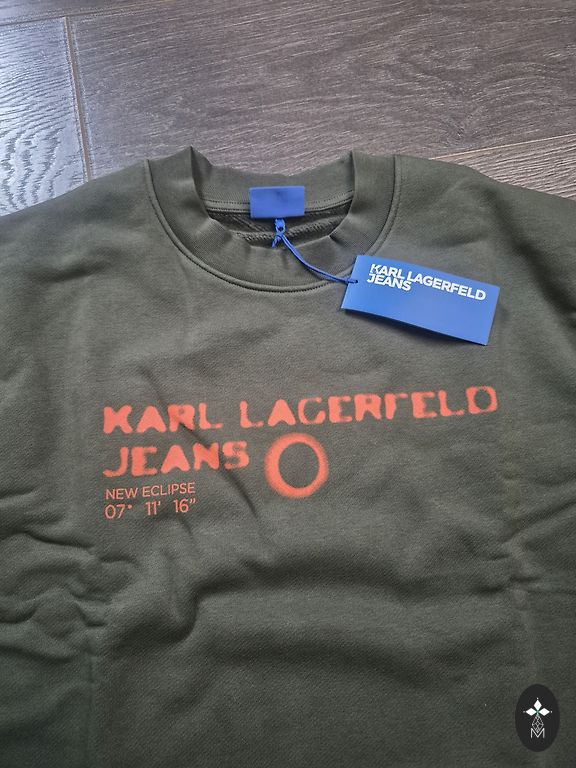 KARL LAGERFELD
JEANS
KARL LAGERFELD
JEANS
NEW ECLIPSE
07° 11' 16"
M